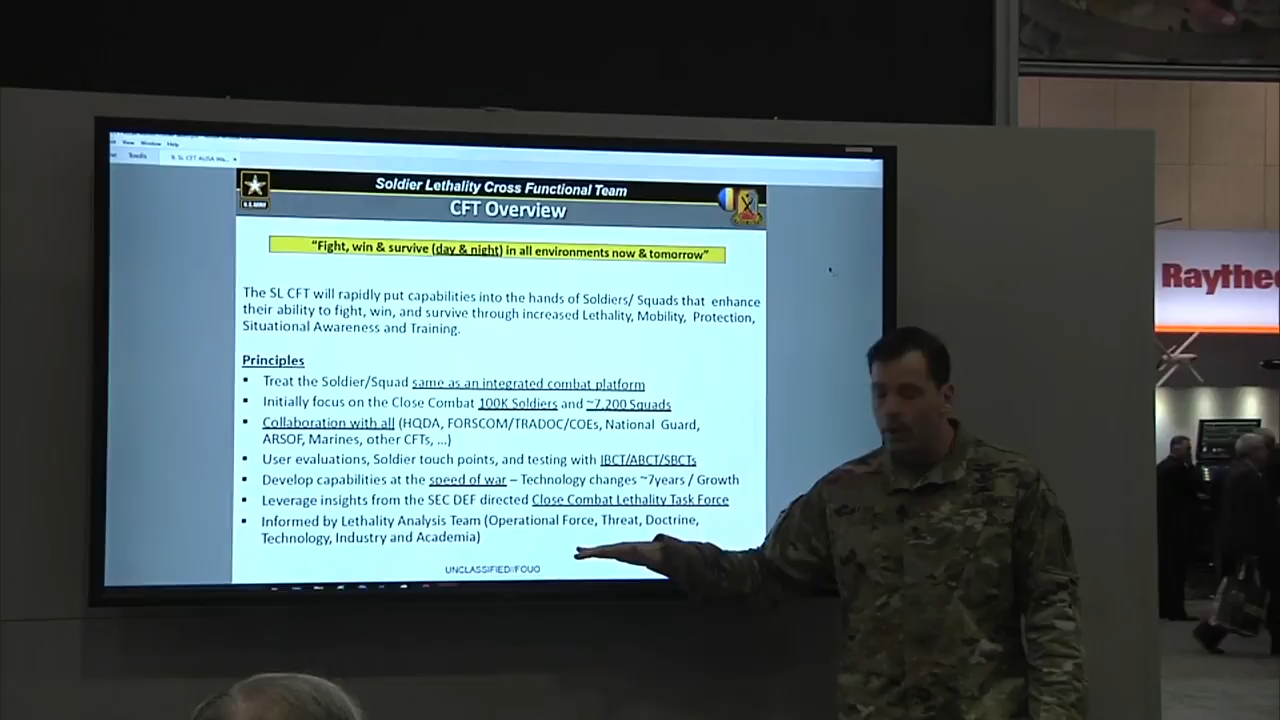 View Window Help
Tools
Soldier Lethality Cross Functional Team
CFT Overview
U.S. ARMY
"Fight, win & survive (day & night) in all environments now & tomorrow"
The SL CFT will rapidly put capabilities into the hands of Soldiers/ Squads that enhance
their ability to fight, win, and survive through increased Lethality, Mobility, Protection,
Situational Awareness and Training.
Principles
▪ Treat the Soldier/Squad same as an integrated combat platform
▪ Initially focus on the Close Combat 100K Soldiers and ~7,200 Squads
▪ Collaboration with all (HQDA, FORSCOM/TRADOC/COEs, National Guard,
ARSOF, Marines, other CFTs, ...)
▪ User evaluations, Soldier touch points, and testing with IBCT/ABCT/SBCTs
▪ Develop capabilities at the speed of war – Technology changes ~7years / Growth
▪ Leverage insights from the SEC DEF directed Close Combat Lethality Task Force
▪ Informed by Lethality Analysis Team (Operational Force, Threat, Doctrine,
Technology, Industry and Academia)
UNCLASSIFIED//FOUO
Raytheo